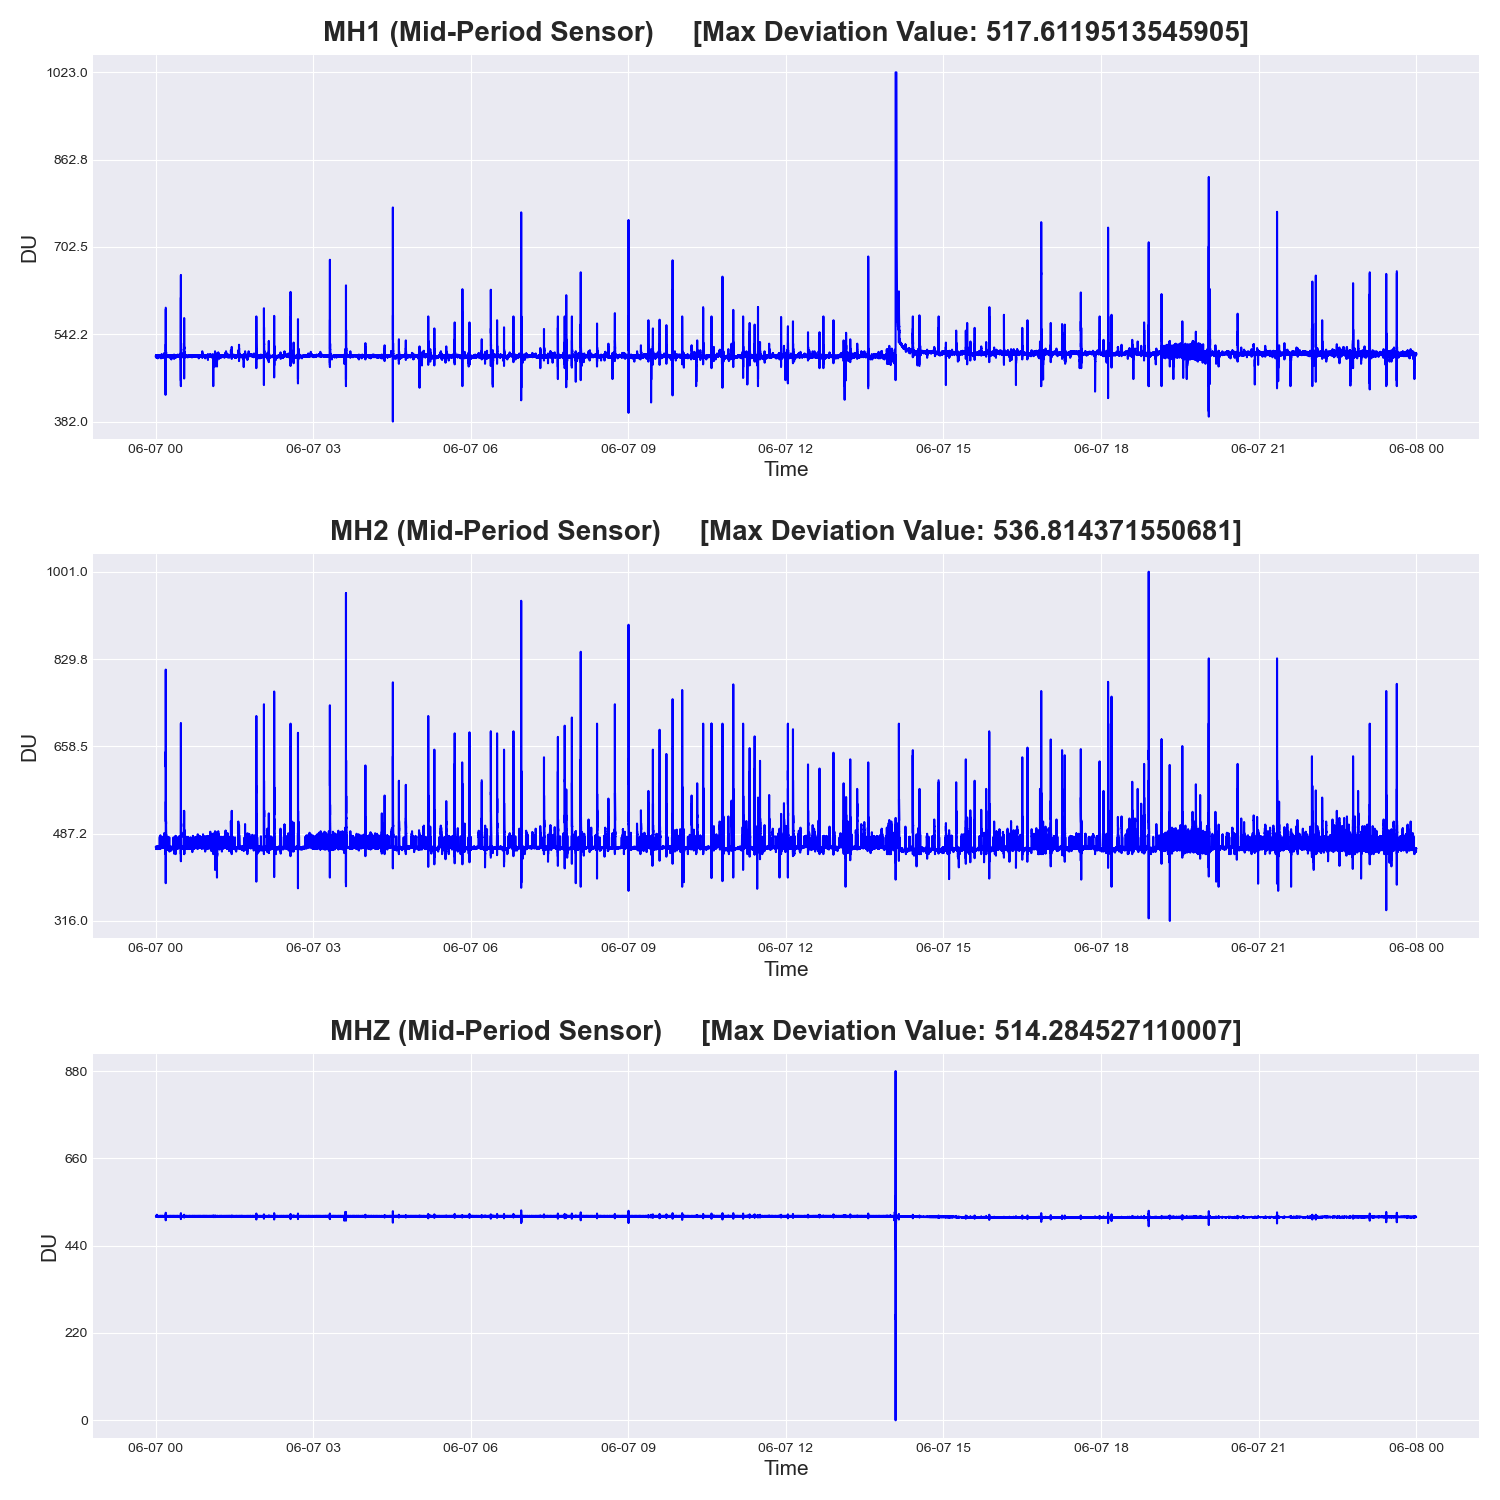 MH1 (Mid-Period Sensor) [Max Deviation Value: 517.6119513545905]
1023.0
862.8
702.5
542.2
382.0
DU
06-07 00 06-07 03 06-07 06 06-07 09 06-07 12 06-07 15 06-07 18 06-07 21 06-08 00
Time
MH2 (Mid-Period Sensor) [Max Deviation Value: 536.814371550681]
1001.0
829.8
658.5
487.2
316.0
DU
06-07 00 06-07 03 06-07 06 06-07 09 06-07 12 06-07 15 06-07 18 06-07 21 06-08 00
Time
MHZ (Mid-Period Sensor) [Max Deviation Value: 514.284527110007]
880
660
440
220
0
DU
06-07 00 06-07 03 06-07 06 06-07 09 06-07 12 06-07 15 06-07 18 06-07 21 06-08 00
Time